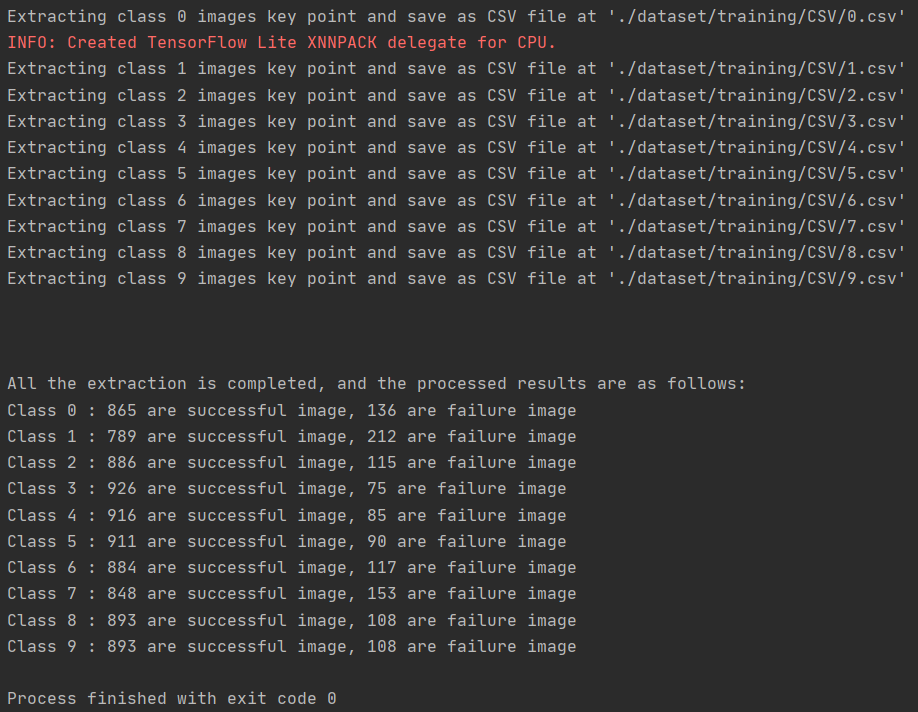 Extracting class 0 images key point and save as CSV file at './dataset/training/CSV/0.csv'
INFO: Created TensorFlow Lite XNNPACK delegate for CPU.
Extracting class 1 images key point and save as CSV file at './dataset/training/CSV/1.csv'
Extracting class 2 images key point and save as CSV file at './dataset/training/CSV/2.csv'
Extracting class 3 images key point and save as CSV file at './dataset/training/CSV/3.csv'
Extracting class 4 images key point and save as CSV file at './dataset/training/CSV/4.csv'
Extracting class 5 images key point and save as CSV file at './dataset/training/CSV/5.csv'
Extracting class 6 images key point and save as CSV file at './dataset/training/CSV/6.csv'
Extracting class 7 images key point and save as CSV file at './dataset/training/CSV/7.csv'
Extracting class 8 images key point and save as CSV file at './dataset/training/CSV/8.csv'
Extracting class 9 images key point and save as CSV file at './dataset/training/CSV/9.csv'
All the extraction is completed, and the processed results are as follows:
Class 0 : 865 are successful image, 136 are failure image
Class 1 : 789 are successful image, 212 are failure image
Class 2 : 886 are successful image, 115 are failure image
Class 3 : 926 are successful image, 75 are failure image
Class 4 : 916 are successful image, 85 are failure image
Class 5 : 911 are successful image, 90 are failure image
Class 6 : 884 are successful image, 117 are failure image
Class 7 : 848 are successful image, 153 are failure image
Class 8 : 893 are successful image, 108 are failure image
Class 9 : 893 are successful image, 108 are failure image
Process finished with exit code 0